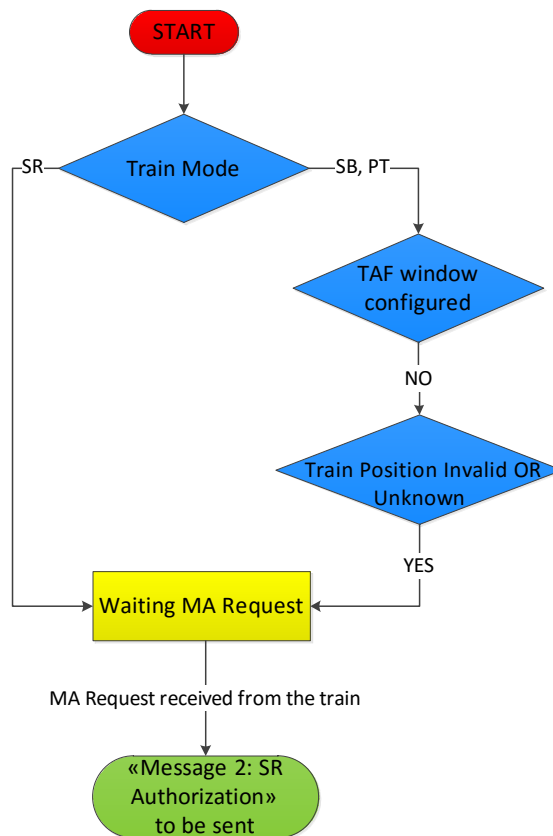 START
Train Mode
SR
SB, PT
TAF window
configured
NO
Train Position Invalid OR
Unknown
YES
Waiting MA Request
MA Request received from the train
«Message 2: SR
Authorization»
to be sent